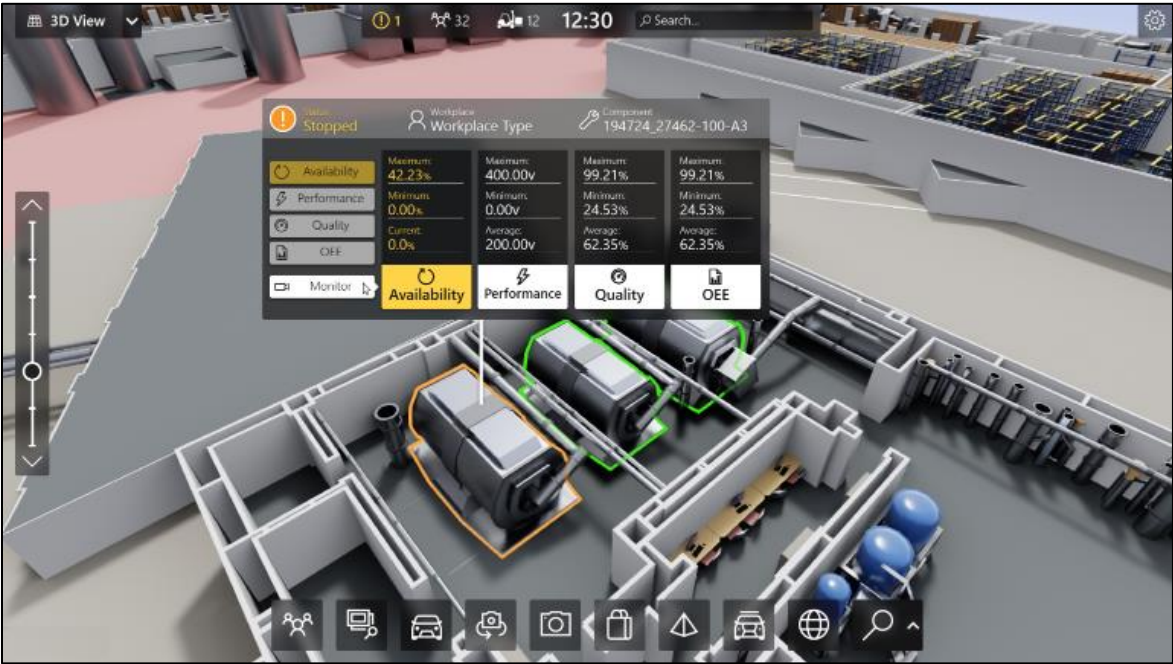 3D View
1
32
12
12:30
Search...
Status
Stopped
Workplace
Workplace Type
Component
194724_27462-100-A3
Availability
Performance
Quality
OEE
Monitor
Maximum:
42.23%
Minimum:
0.00%
Current:
0.0%
Availability
Maximum:
400.00v
Minimum:
0.00v
Average:
200.00v
Performance
Maximum:
99.21%
Minimum:
24.53%
Average:
62.35%
Quality
Maximum:
99.21%
Minimum:
24.53%
Average:
62.35%
OEE